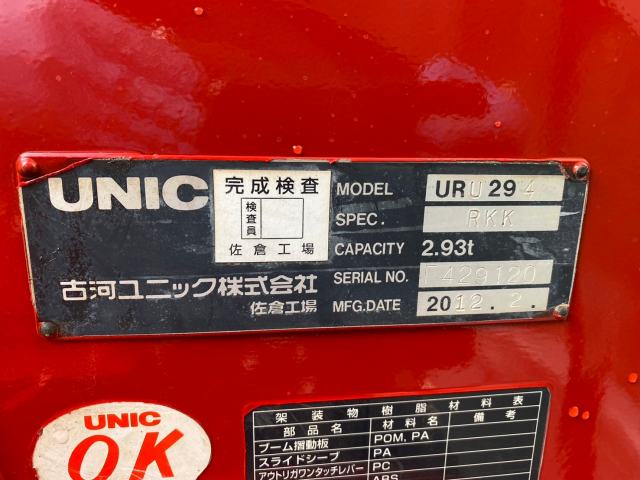 UNIC
完成検査
検査員
佐倉工場
MODEL URU294
SPEC. RKK
CAPACITY 2.93t
SERIAL NO. E429120
MFG.DATE 2012.2.
古河ユニック株式会社
佐倉工場
UNIC
OK
架装物樹脂材料表
部品名 材料名 備考
ブーム摺動板 POM, PA
スライドシーブ PA
アウトリガワンタッチレバー PC
ABS